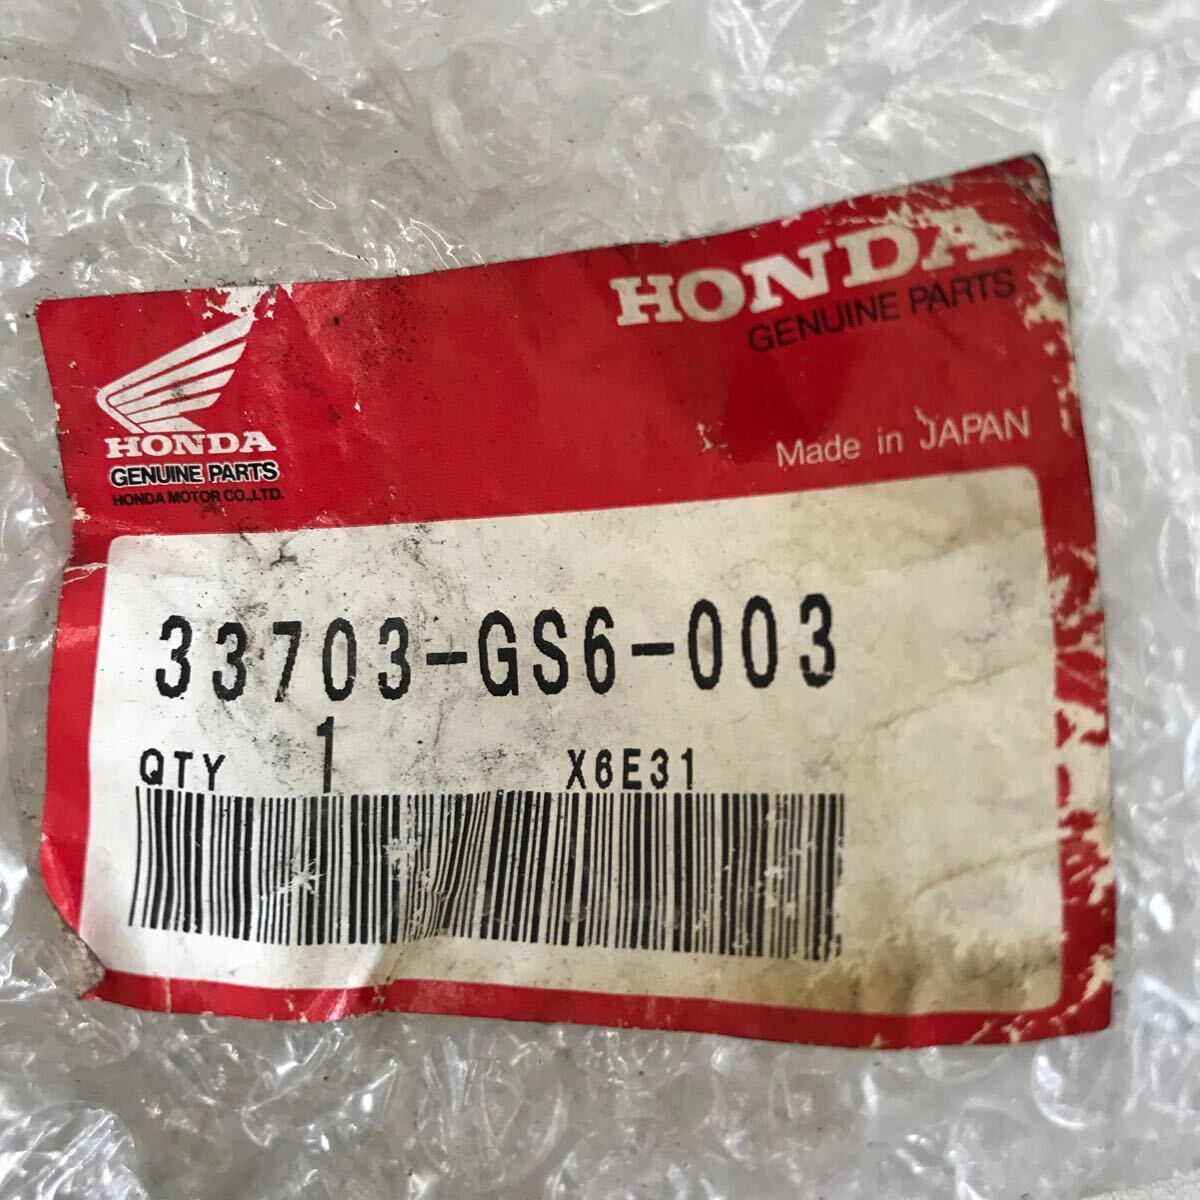 HONDA
GENUINE PARTS
HONDA
GENUINE PARTS
HONDA MOTOR CO.,LTD.
Made in JAPAN
33703-GS6-003
QTY 1 X6E31